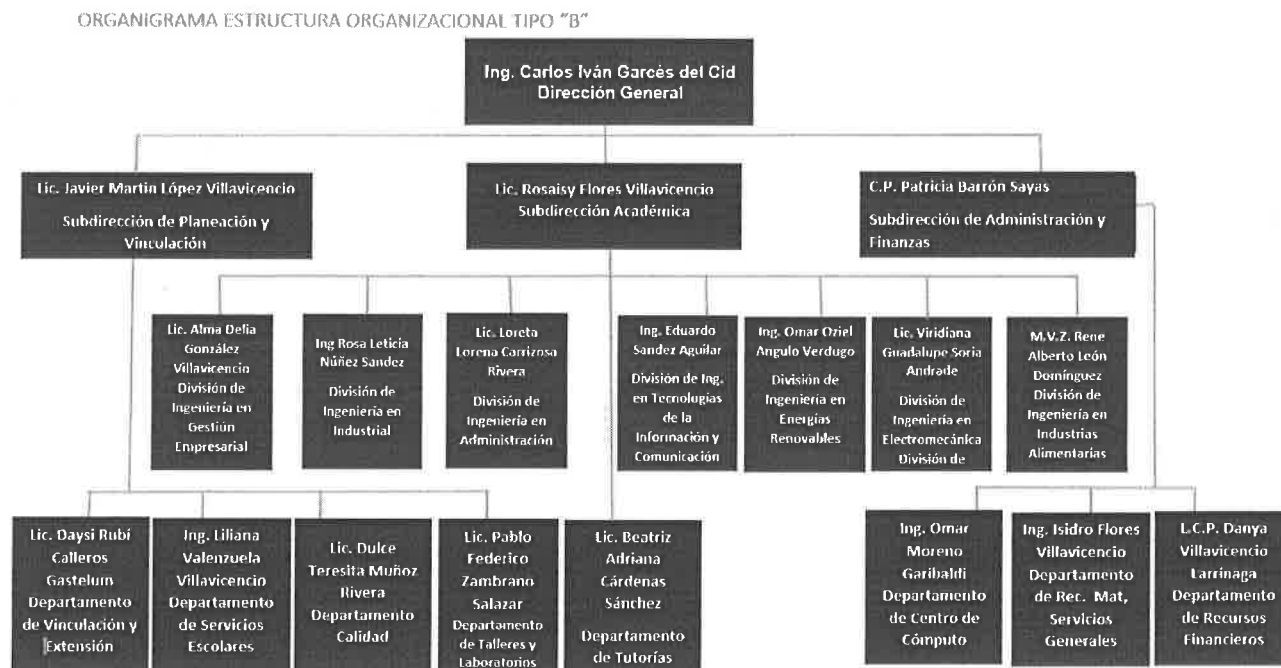 ORGANIGRAMA ESTRUCTURA ORGANIZACIONAL TIPO "B"
Ing. Carlos Iván Garcés del Cid
Dirección General
Lic. Javier Martin López Villavicencio
Subdirección de Planeación y
Vinculación
Lic. Rosaisy Flores Villavicencio
Subdirección Académica
C.P. Patricia Barrón Sayas
Subdirección de Administración y
Finanzas
Lic. Alma Delia
González
Villavicencio
División de
Ingeniería en
Gestión
Empresarial
Ing Rosa Leticia
Núñez Sandez
División de
Ingeniería en
Industrial
Lic. Loreta
Lorena Carrizosa
Rivera
División de
Ingeniería en
Administración
Ing. Eduardo
Sandez Aguilar
División de Ing.
en Tecnologías
de la
Información y
Comunicación
Ing. Omar Oziel
Angulo Verdugo
División de
Ingeniería en
Energías
Renovables
Lic. Viridiana
Guadalupe Soria
Andrade
División de
Ingeniería en
Electromecánica
División de
M.V.Z. Rene
Alberto León
Domínguez
División de
Ingeniería en
Industrias
Alimentarías
Lic. Daysi Rubí
Calleros
Gastelum
Departamento
de Vinculación y
Extensión
Ing. Liliana
Valenzuela
Villavicencio
Departamento
de Servicios
Escolares
Lic. Dulce
Teresita Muñoz
Rivera
Departamento
Calidad
Lic. Pablo
Federico
Zambrano
Salazar
Departamento
de Talleres y
Laboratorios
Lic. Beatriz
Adriana
Cárdenas
Sánchez
Departamento
de Tutorías
Ing. Omar
Moreno
Garibaldi
Departamento
de Centro de
Cómputo
Ing. Isidro Flores
Villavicencio
Departamento
de Rec. Mat,
Servicios
Generales
L.C.P. Danya
Villavicencio
Larrinaga
Departamento
de Recursos
Financieros